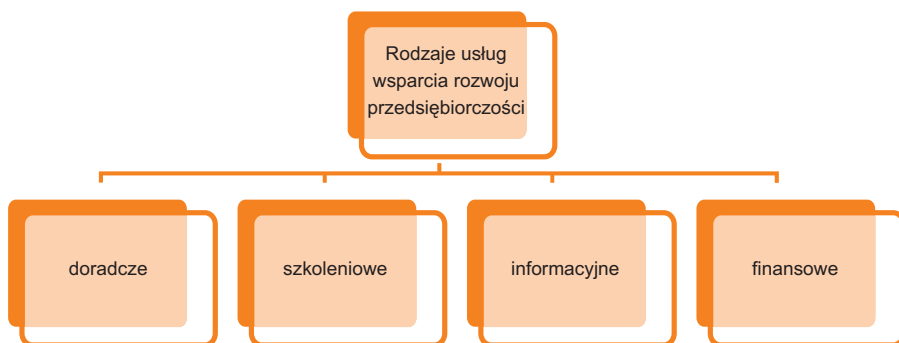 Rodzaje usług
wsparcia rozwoju
przedsiębiorczości
doradcze
szkoleniowe
informacyjne
finansowe